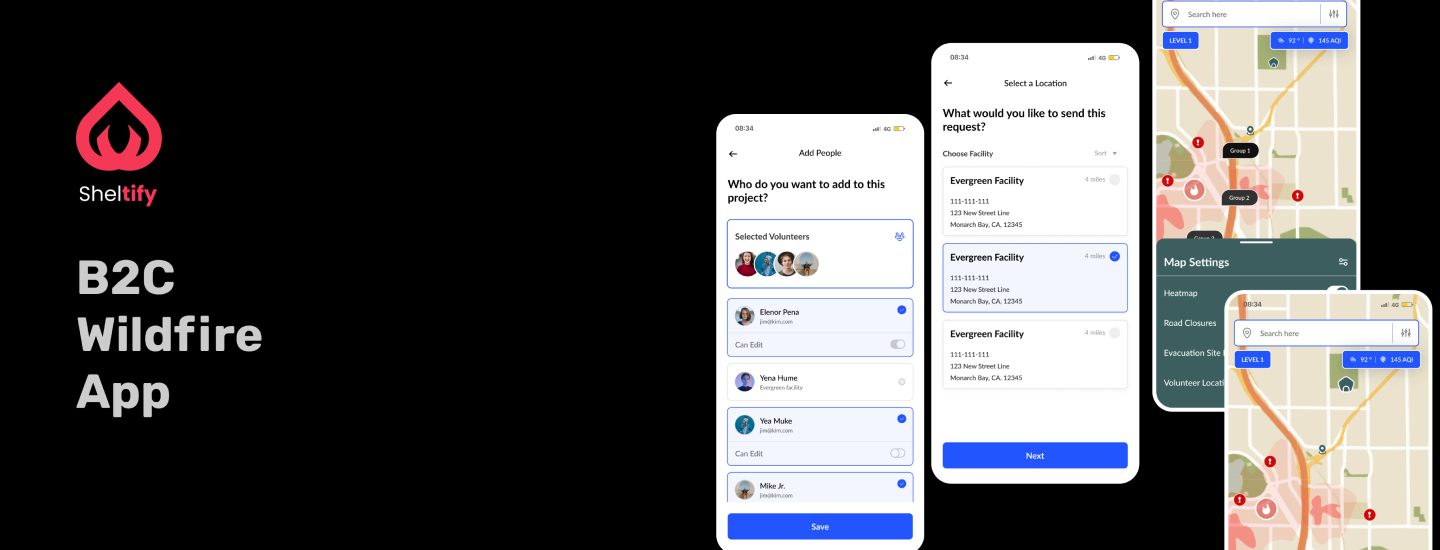 Sheltify
B2C
Wildfire
App
08:34
4G
Add People
Who do you want to add to this
project?
Selected Volunteers
Elenor Pena
jim@kim.com
Can Edit
Yena Hume
Evergreen facility
Yea Muke
jim@kim.com
Can Edit
Mike Jr.
jim@kim.com
Save
08:34
4G
Select a Location
What would you like to send this
request?
Choose Facility
Sort
Evergreen Facility
4 miles
111-111-111
123 New Street Line
Monarch Bay, CA, 12345
Evergreen Facility
4 miles
111-111-111
123 New Street Line
Monarch Bay, CA, 12345
Evergreen Facility
4 miles
111-111-111
123 New Street Line
Monarch Bay, CA, 12345
Next
Search here
LEVEL 1
92 °
145 AQI
Group 1
Group 2
Map Settings
Heatmap
Road Closures
Evacuation Site
Volunteer Locati
08:34
4G
Search here
LEVEL 1
92 °
145 AQI